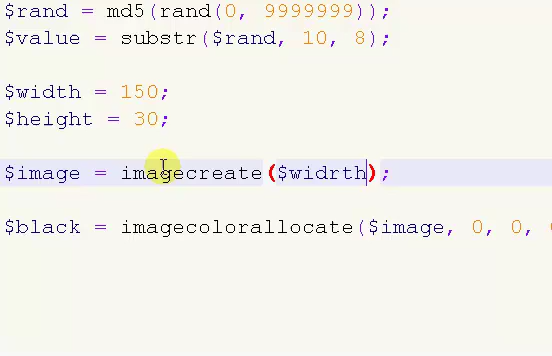 $rand = md5(rand(0, 9999999));
$value = substr($rand, 10, 8);
$width = 150;
$height = 30;
$image = imagecreate($widrth);
$black = imagecolorallocate($image, 0, 0,